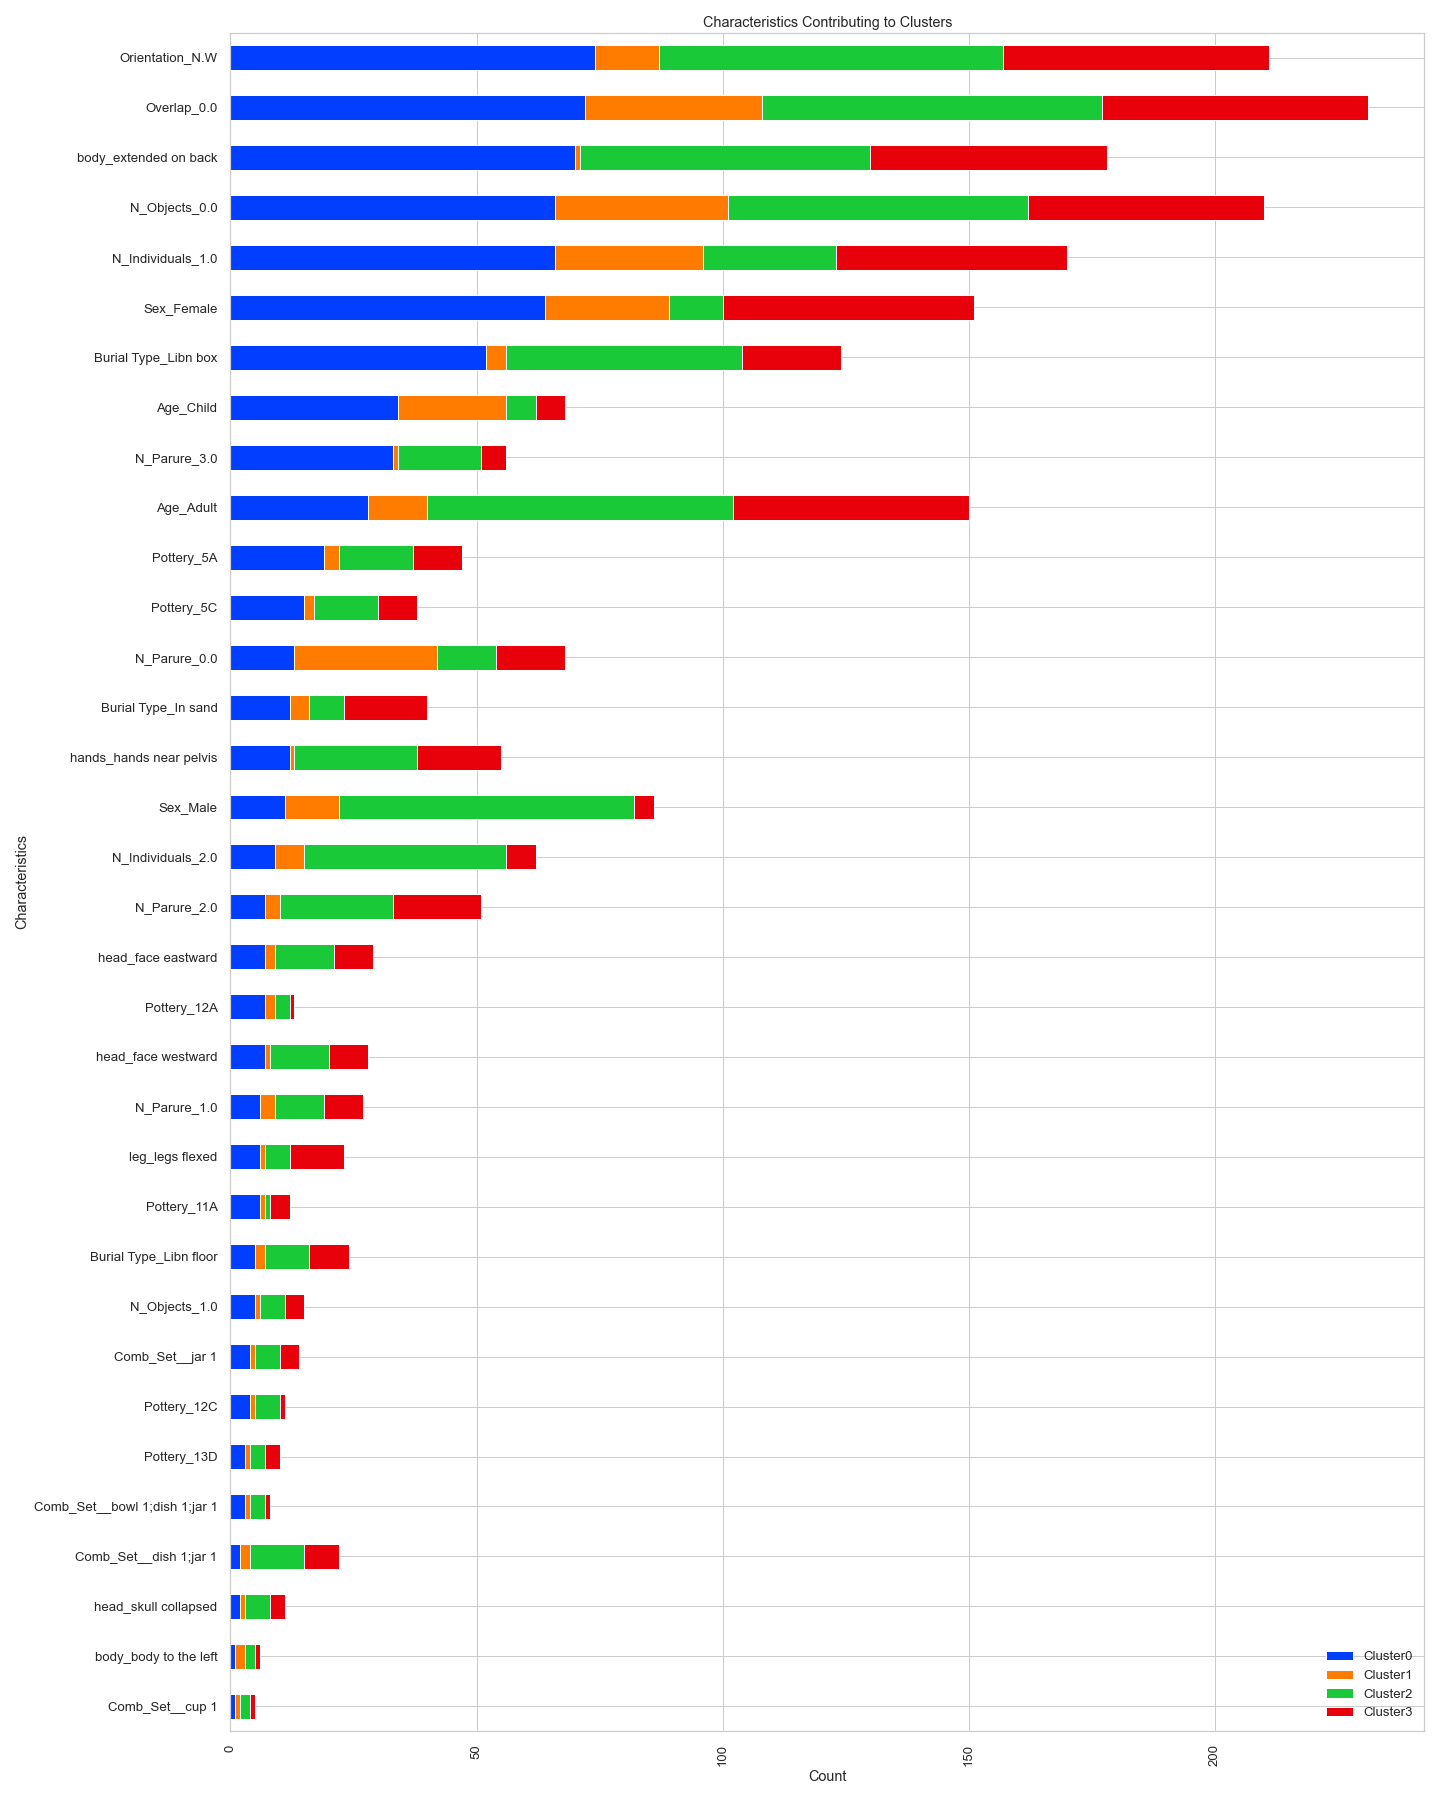 Characteristics Contributing to Clusters
Orientation_N.W
Overlap_0.0
body_extended on back
N_Objects_0.0
N_Individuals_1.0
Sex_Female
Burial Type_Libn box
Age_Child
N_Parure_3.0
Age_Adult
Pottery_5A
Pottery_5C
N_Parure_0.0
Burial Type_In sand
hands_hands near pelvis
Sex_Male
N_Individuals_2.0
N_Parure_2.0
head_face eastward
Pottery_12A
head_face westward
N_Parure_1.0
leg_legs flexed
Pottery_11A
Burial Type_Libn floor
N_Objects_1.0
Comb_Set__jar 1
Pottery_12C
Pottery_13D
Comb_Set__bowl 1;dish 1;jar 1
Comb_Set__dish 1;jar 1
head_skull collapsed
body_body to the left
Comb_Set__cup 1
Characteristics
Cluster0
Cluster1
Cluster2
Cluster3
0 50 100 150 200
Count